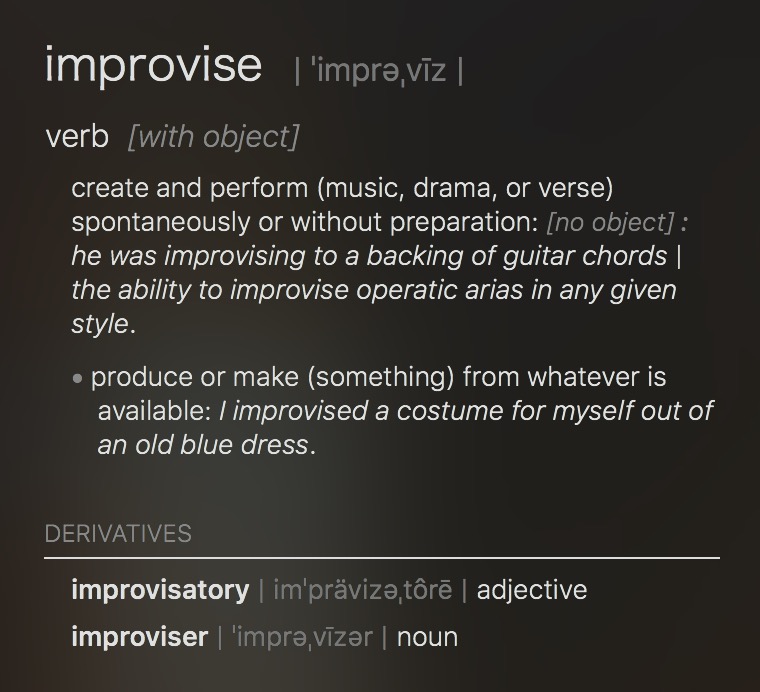 improvise | ˈimprəˌvīz |
verb [with object]
create and perform (music, drama, or verse)
spontaneously or without preparation: [no object] :
he was improvising to a backing of guitar chords |
the ability to improvise operatic arias in any given
style.
• produce or make (something) from whatever is
available: I improvised a costume for myself out of
an old blue dress.
DERIVATIVES
improvisatory | imˈprävizəˌtôrē | adjective
improviser | ˈimprəˌvīzər | noun